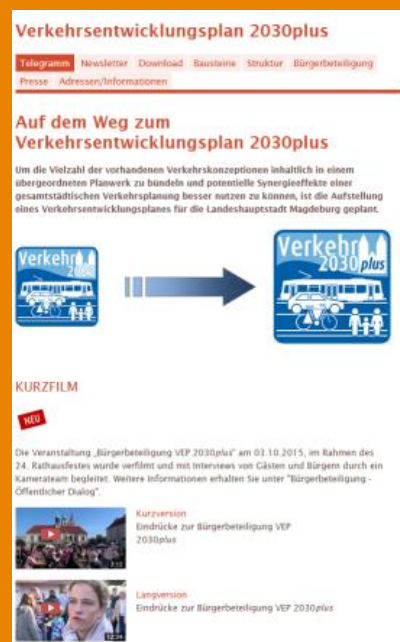 Verkehrsentwicklungsplan 2030plus
Telegramm Newsletter Download Bausteine Struktur Bürgerbeteiligung
Presse Adressen/Informationen
Auf dem Weg zum
Verkehrsentwicklungsplan 2030plus
Um die Vielzahl der vorhandenen Verkehrskonzeptionen inhaltlich in einem
übergeordneten Planwerk zu bündeln und potentielle Synergieeffekte einer
gesamtstädtischen Verkehrsplanung besser nutzen zu können, ist die Aufstellung
eines Verkehrsentwicklungsplanes für die Landeshauptstadt Magdeburg geplant.
Verkehr
Verkehr
2030 plus
KURZFILM
NEU
Die Veranstaltung „Bürgerbeteiligung VEP 2030plus" am 03.10.2015, im Rahmen des
24. Rathausfestes wurde verfilmt und mit Interviews von Gästen und Bürgern durch ein
Kamerateam begleitet. Weitere Informationen erhalten Sie unter "Bürgerbeteiligung -
Öffentlicher Dialog".
Kurzversion
Eindrücke zur Bürgerbeteiligung VEP
2030plus
Langversion
Eindrücke zur Bürgerbeteiligung VEP 2030plus
12:34